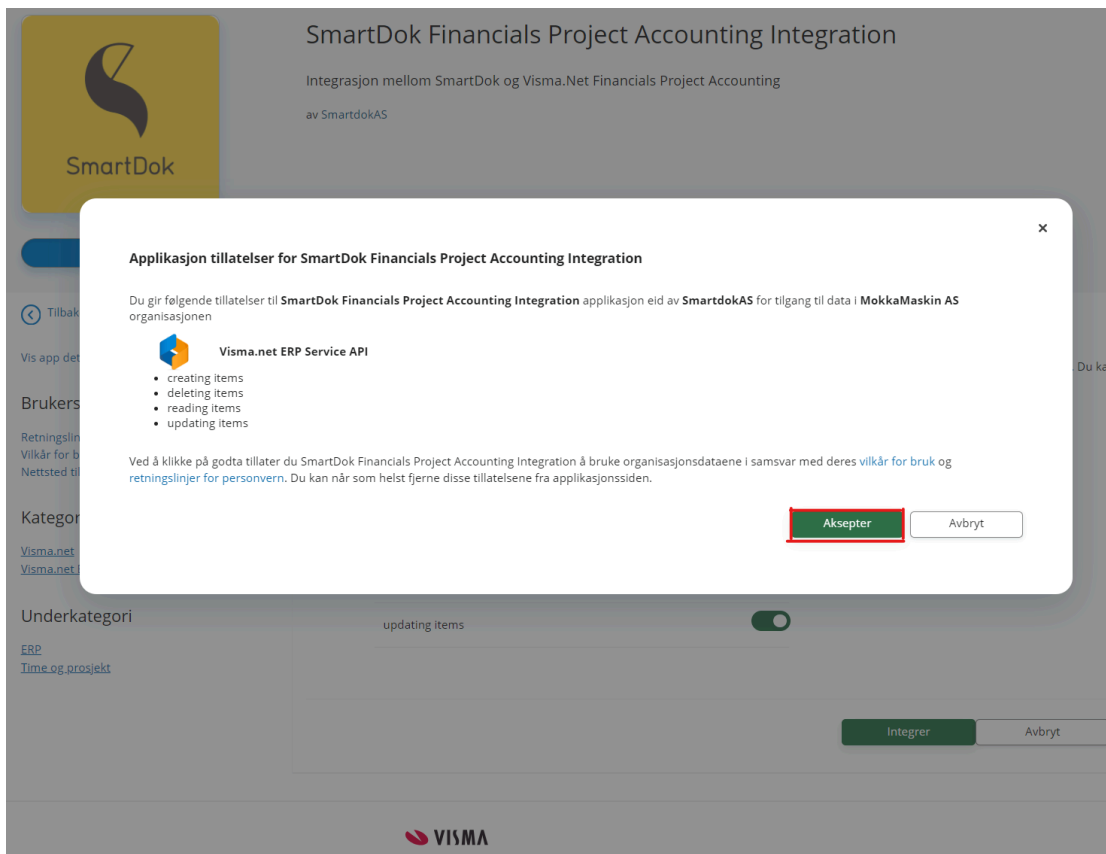 SmartDok Financials Project Accounting Integration
Integrasjon mellom SmartDok og Visma.Net Financials Project Accounting
av SmartdokAS
SmartDok
×
Applikasjon tillatelser for SmartDok Financials Project Accounting Integration
Du gir følgende tillatelser til SmartDok Financials Project Accounting Integration applikasjon eid av SmartdokAS for tilgang til data i MokkaMaskin AS
organisasjonen
Visma.net ERP Service API
• creating items
• deleting items
• reading items
• updating items
Ved å klikke på godta tillater du SmartDok Financials Project Accounting Integration å bruke organisasjonsdataene i samsvar med deres vilkår for bruk og
retningslinjer for personvern. Du kan når som helst fjerne disse tillatelsene fra applikasjonssiden.
Aksepter
Avbryt
Tilbak
Vis app det
. Du ka
Brukers
Retningslin
Vilkår for b
Nettsted til
Kategor
Visma.net
Visma.net
Underkategori
ERP
Time og prosjekt
updating items
Integrer
Avbryt
VISMA